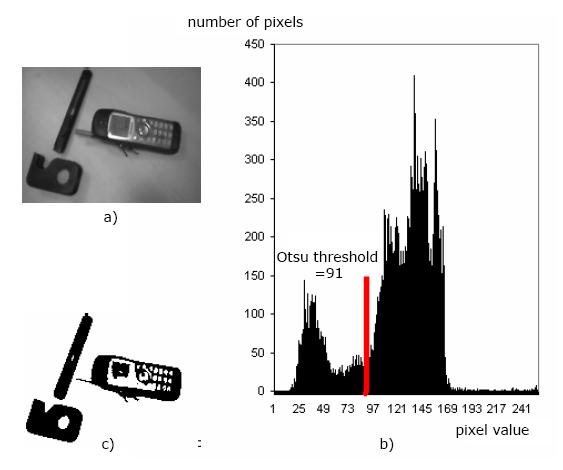 number of pixels
450
400
350
300
250
200
150
100
50
0
Otsu threshold
=91
1 25 49 73 97 121 145 169 193 217 241
pixel value
a)
b)
c)
: